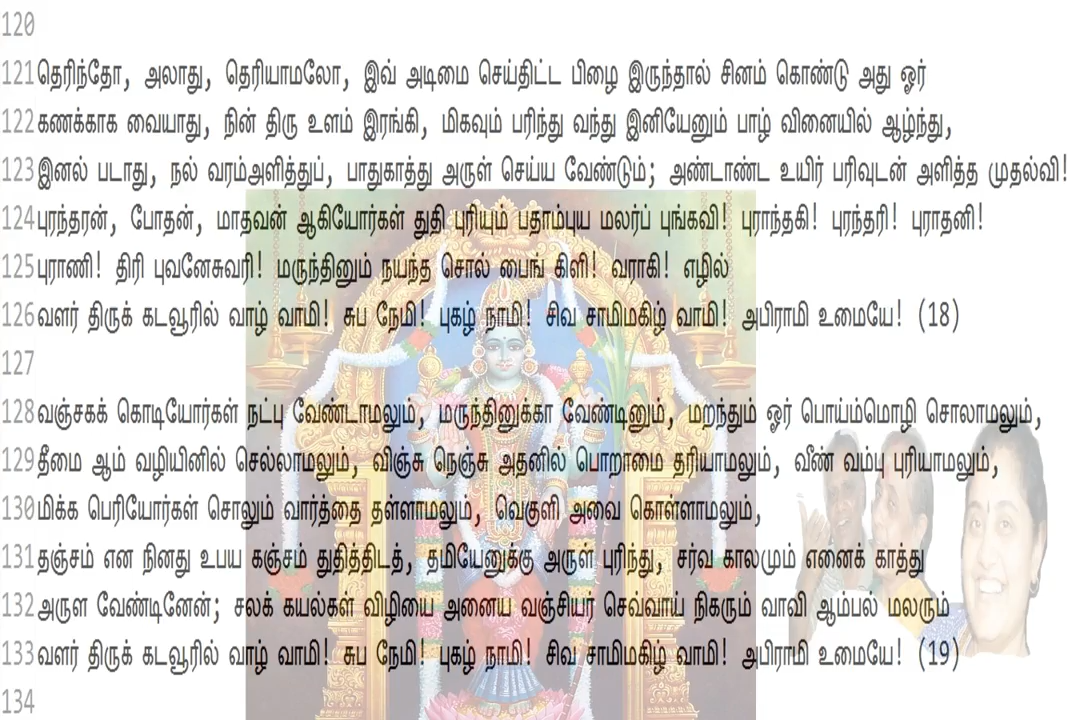 120
121 தெரிந்தோ, அலாது, தெரியாமலோ, இவ் அடிமை செய்திட்ட பிழை இருந்தால் சினம் கொண்டு அது ஓர்
122 கணக்காக வையாது, நின் திரு உளம் இரங்கி, மிகவும் பரிந்து வந்து இனியேனும் பாழ் வினையில் ஆழ்ந்து,
123 இனல் படாது, நல் வரம்அளித்துப், பாதுகாத்து அருள் செய்ய வேண்டும்; அண்டாண்ட உயிர் பரிவுடன் அளித்த முதல்வி!
124 புரந்தரன், போதன், மாதவன் ஆகியோர்கள் துதி புரியும் பதாம்புய மலர்ப் புங்கவி! புராந்தகி! புரந்தரி! புராதனி!
125 புராணி! திரி புவனேசுவரி! மருந்தினும் நயந்த சொல் பைங் கிளி! வராகி! எழில்
126 வளர் திருக் கடவூரில் வாழ் வாமி! சுப நேமி! புகழ் நாமி! சிவ சாமிமகிழ் வாமி! அபிராமி உமையே! (18)
127
128 வஞ்சகக் கொடியோர்கள் நட்பு வேண்டாமலும், மருந்தினுக்கா வேண்டினும், மறந்தும் ஓர் பொய்ம்மொழி சொலாமலும்,
129 தீமை ஆம் வழியினில் செல்லாமலும், விஞ்சு நெஞ்சு அதனில் பொறாமை தரியாமலும், வீண் வம்பு புரியாமலும்,
130 மிக்க பெரியோர்கள் சொலும் வார்த்தை தள்ளாமலும், வெகுளி அவை கொள்ளாமலும்,
131 தஞ்சம் என நினது உபய கஞ்சம் துதித்திடத், தமியேனுக்கு அருள் புரிந்து, சர்வ காலமும் எனைக் காத்து
132 அருள வேண்டினேன்; சலக் கயல்கள் விழியை அனைய வஞ்சியர் செவ்வாய் நிகரும் வாவி ஆம்பல் மலரும்
133 வளர் திருக் கடவூரில் வாழ் வாமி! சுப நேமி! புகழ் நாமி! சிவ சாமிமகிழ் வாமி! அபிராமி உமையே! (19)
134